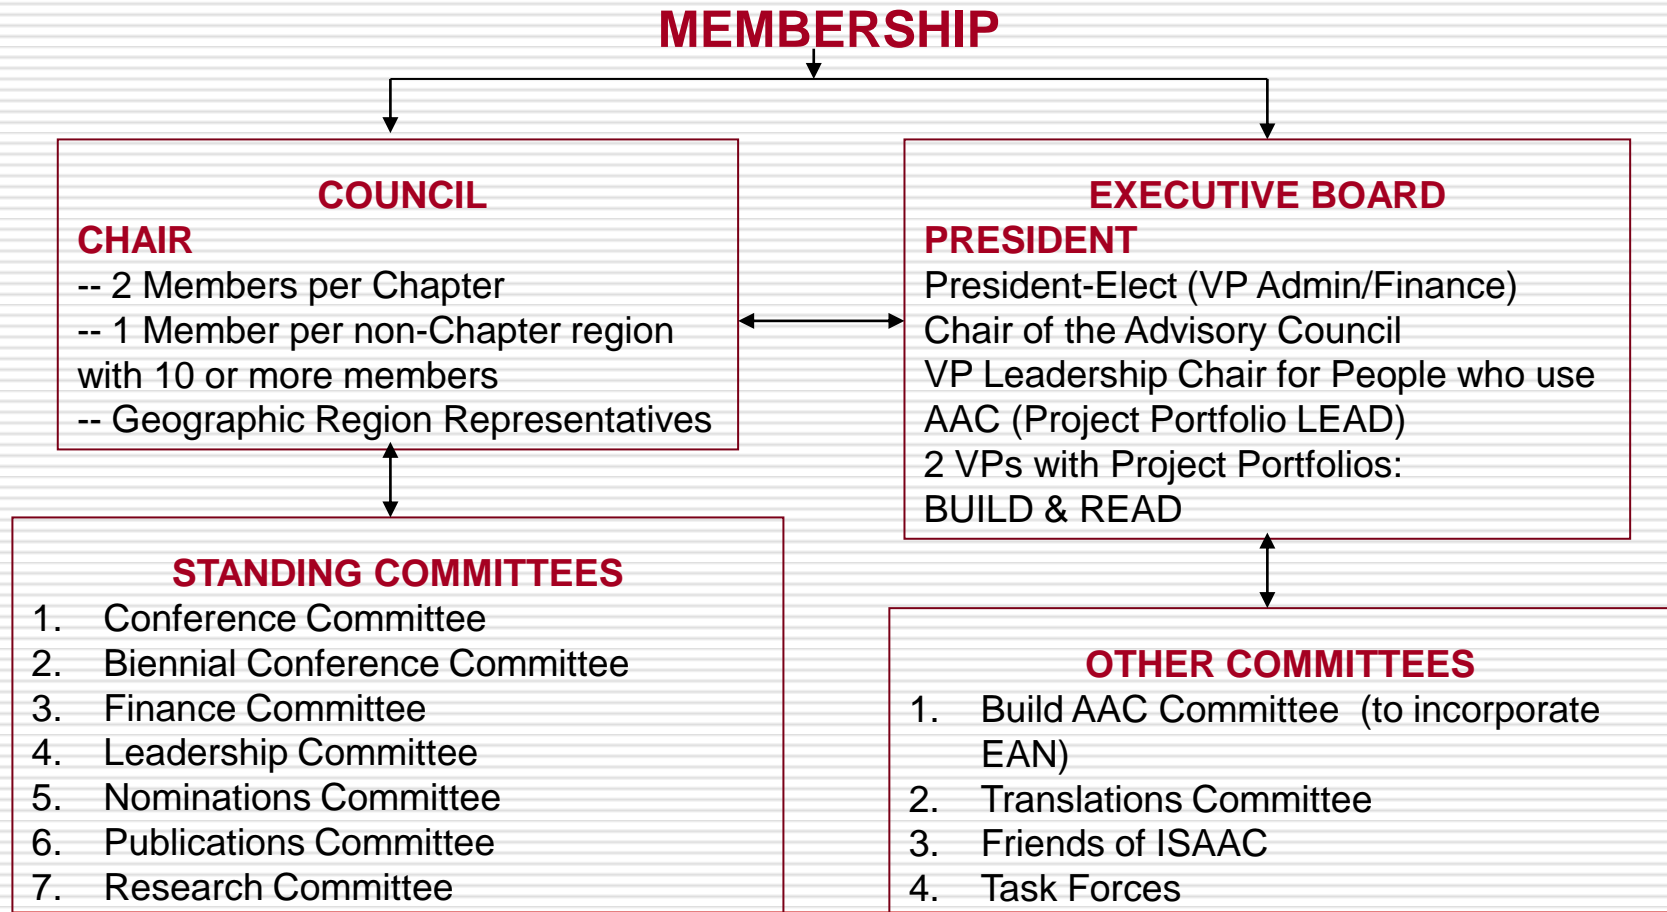 MEMBERSHIP
COUNCIL
CHAIR
-- 2 Members per Chapter
-- 1 Member per non-Chapter region
with 10 or more members
-- Geographic Region Representatives
EXECUTIVE BOARD
PRESIDENT
President-Elect (VP Admin/Finance)
Chair of the Advisory Council
VP Leadership Chair for People who use
AAC (Project Portfolio LEAD)
2 VPs with Project Portfolios:
BUILD & READ
STANDING COMMITTEES
1. Conference Committee
2. Biennial Conference Committee
3. Finance Committee
4. Leadership Committee
5. Nominations Committee
6. Publications Committee
7. Research Committee
OTHER COMMITTEES
1. Build AAC Committee (to incorporate
EAN)
2. Translations Committee
3. Friends of ISAAC
4. Task Forces